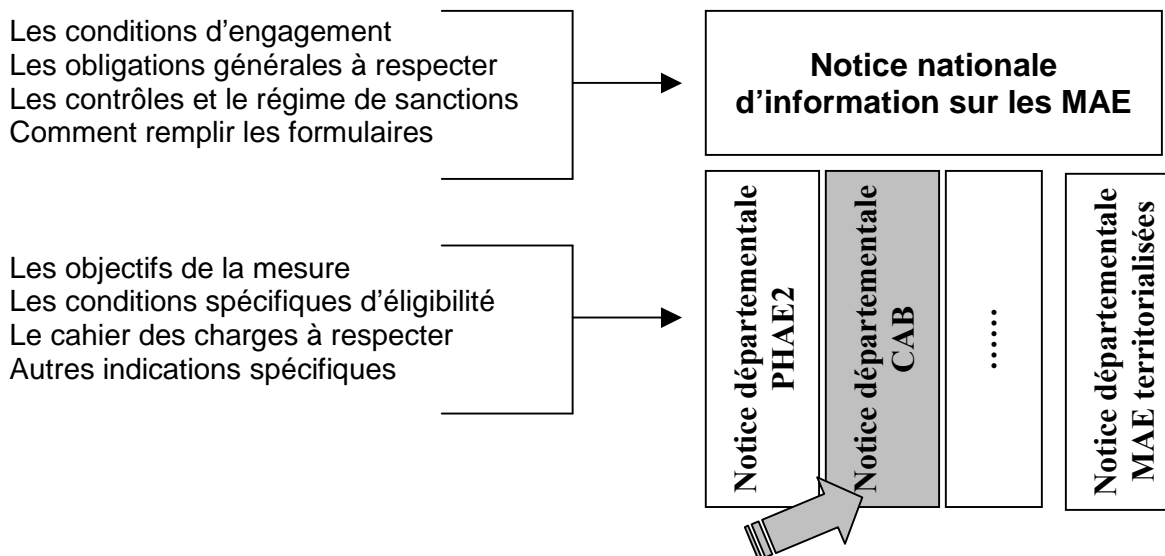 Les conditions d’engagement
Les obligations générales à respecter
Les contrôles et le régime de sanctions
Comment remplir les formulaires
Notice nationale
d’information sur les MAE
Les objectifs de la mesure
Les conditions spécifiques d’éligibilité
Le cahier des charges à respecter
Autres indications spécifiques
Notice départementale
PHAE2
Notice départementale
CAB
……
Notice départementale
MAE territorialisées